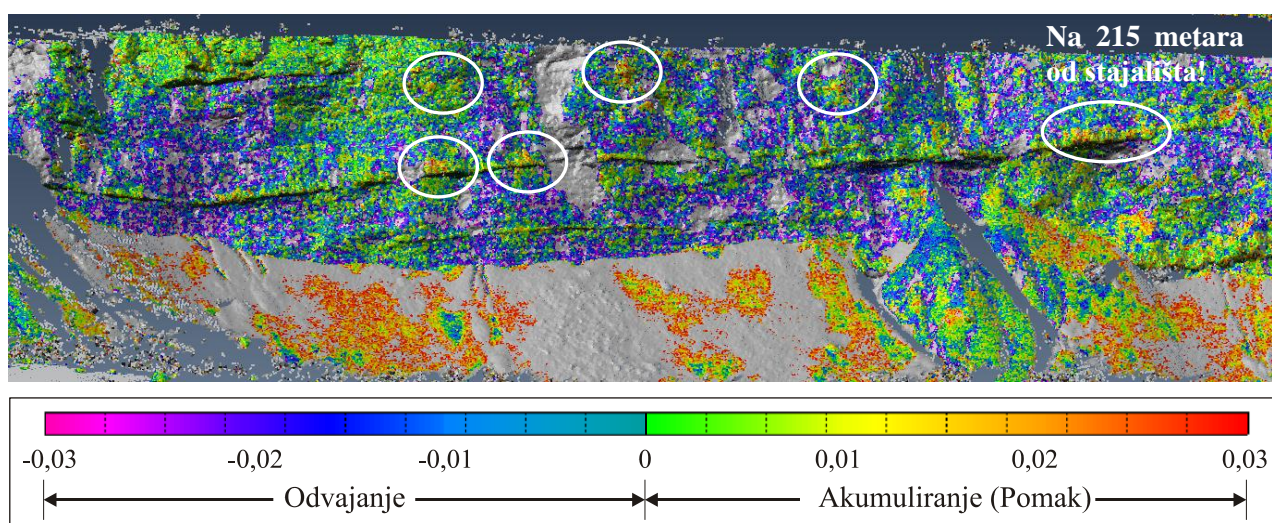 Na 215 metara
od stajališta!
-0,03 -0,02 -0,01 0 0,01 0,02 0,03
Odvajanje Akumuliranje (Pomak)